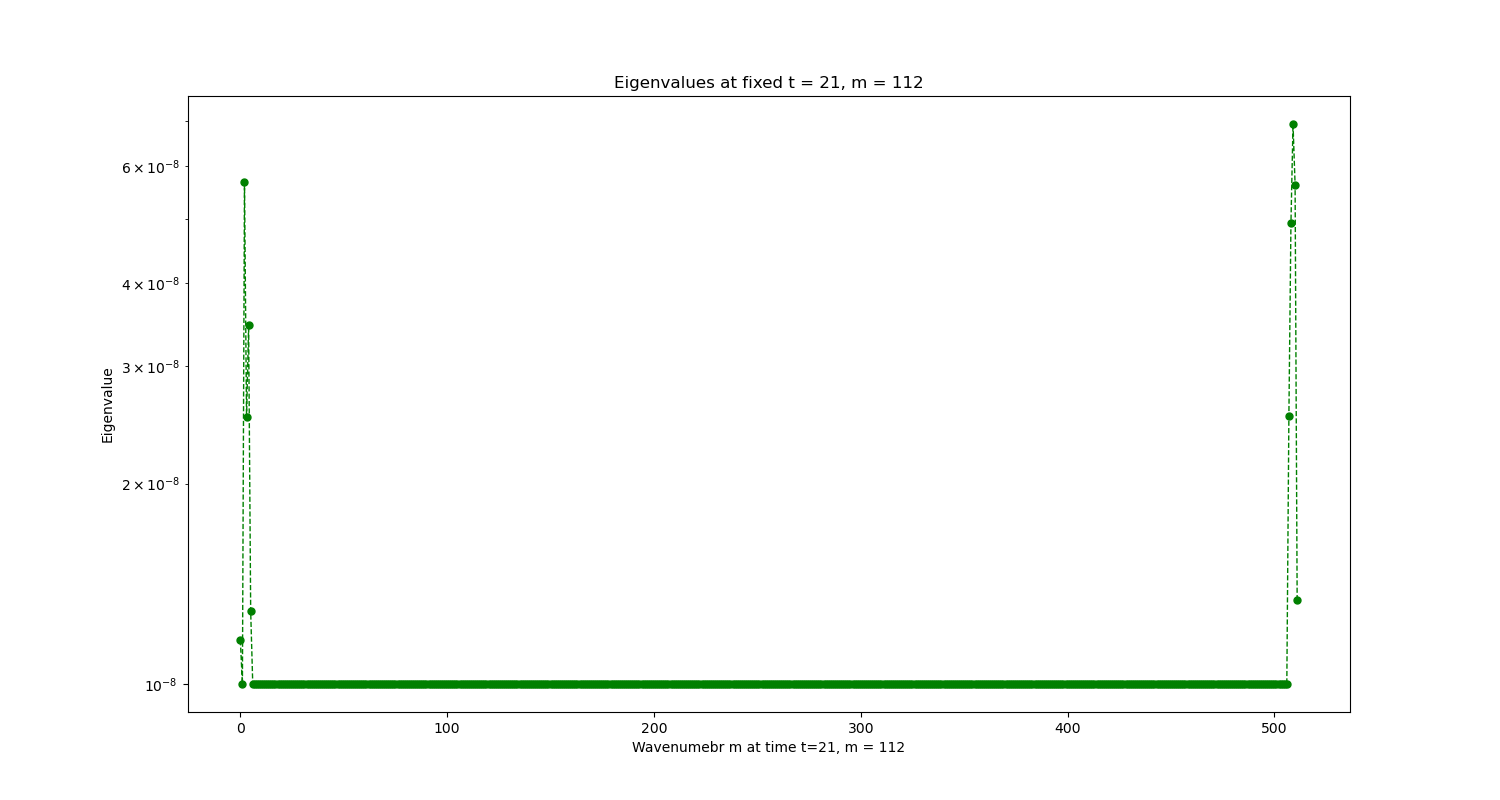 Eigenvalues at fixed t = 21, m = 112
Eigenvalue
6 × 10⁻⁸
4 × 10⁻⁸
3 × 10⁻⁸
2 × 10⁻⁸
10⁻⁸
0 100 200 300 400 500
Wavenumebr m at time t=21, m = 112